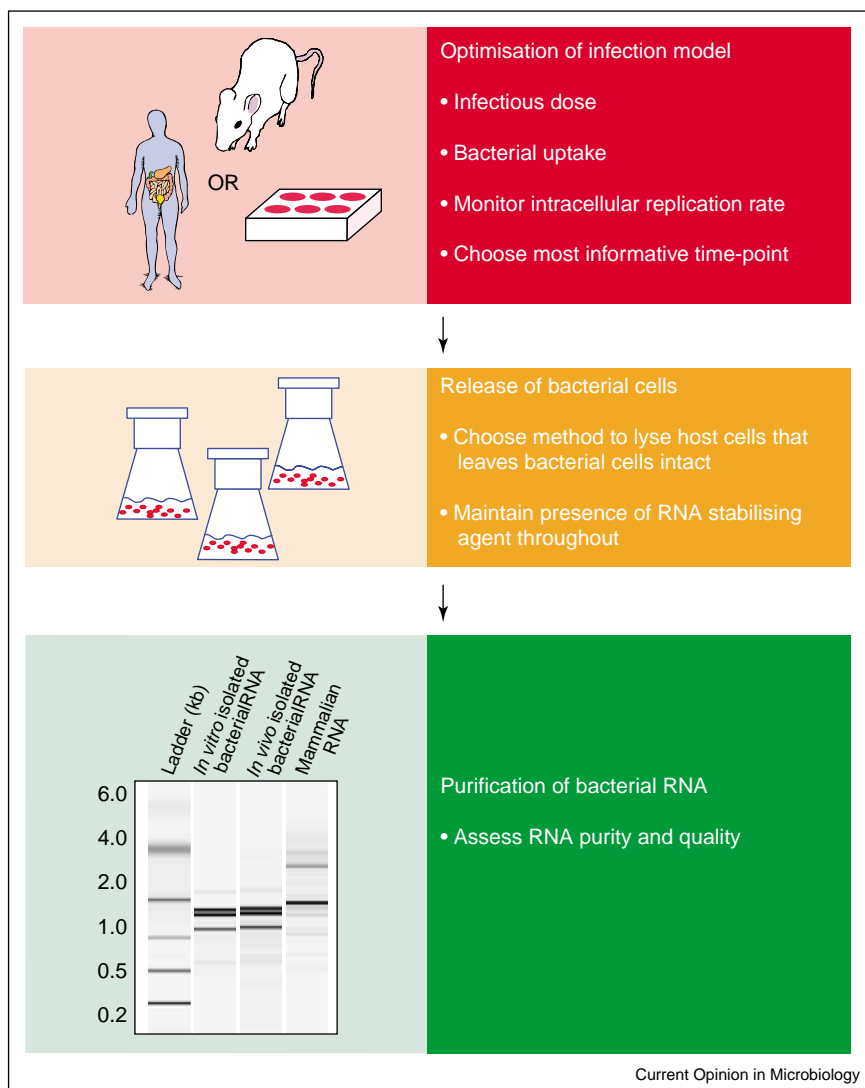 Optimisation of infection model
• Infectious dose
• Bacterial uptake
OR
• Monitor intracellular replication rate
• Choose most informative time-point
Release of bacterial cells
• Choose method to lyse host cells that
leaves bacterial cells intact
• Maintain presence of RNA stabilising
agent throughout
Ladder (kb)
In vitro isolated
bacterialRNA
In vivo isolated
bacterialRNA
Mammalian
RNA
6.0
4.0
2.0
1.0
0.5
0.2
Purification of bacterial RNA
• Assess RNA purity and quality
Current Opinion in Microbiology